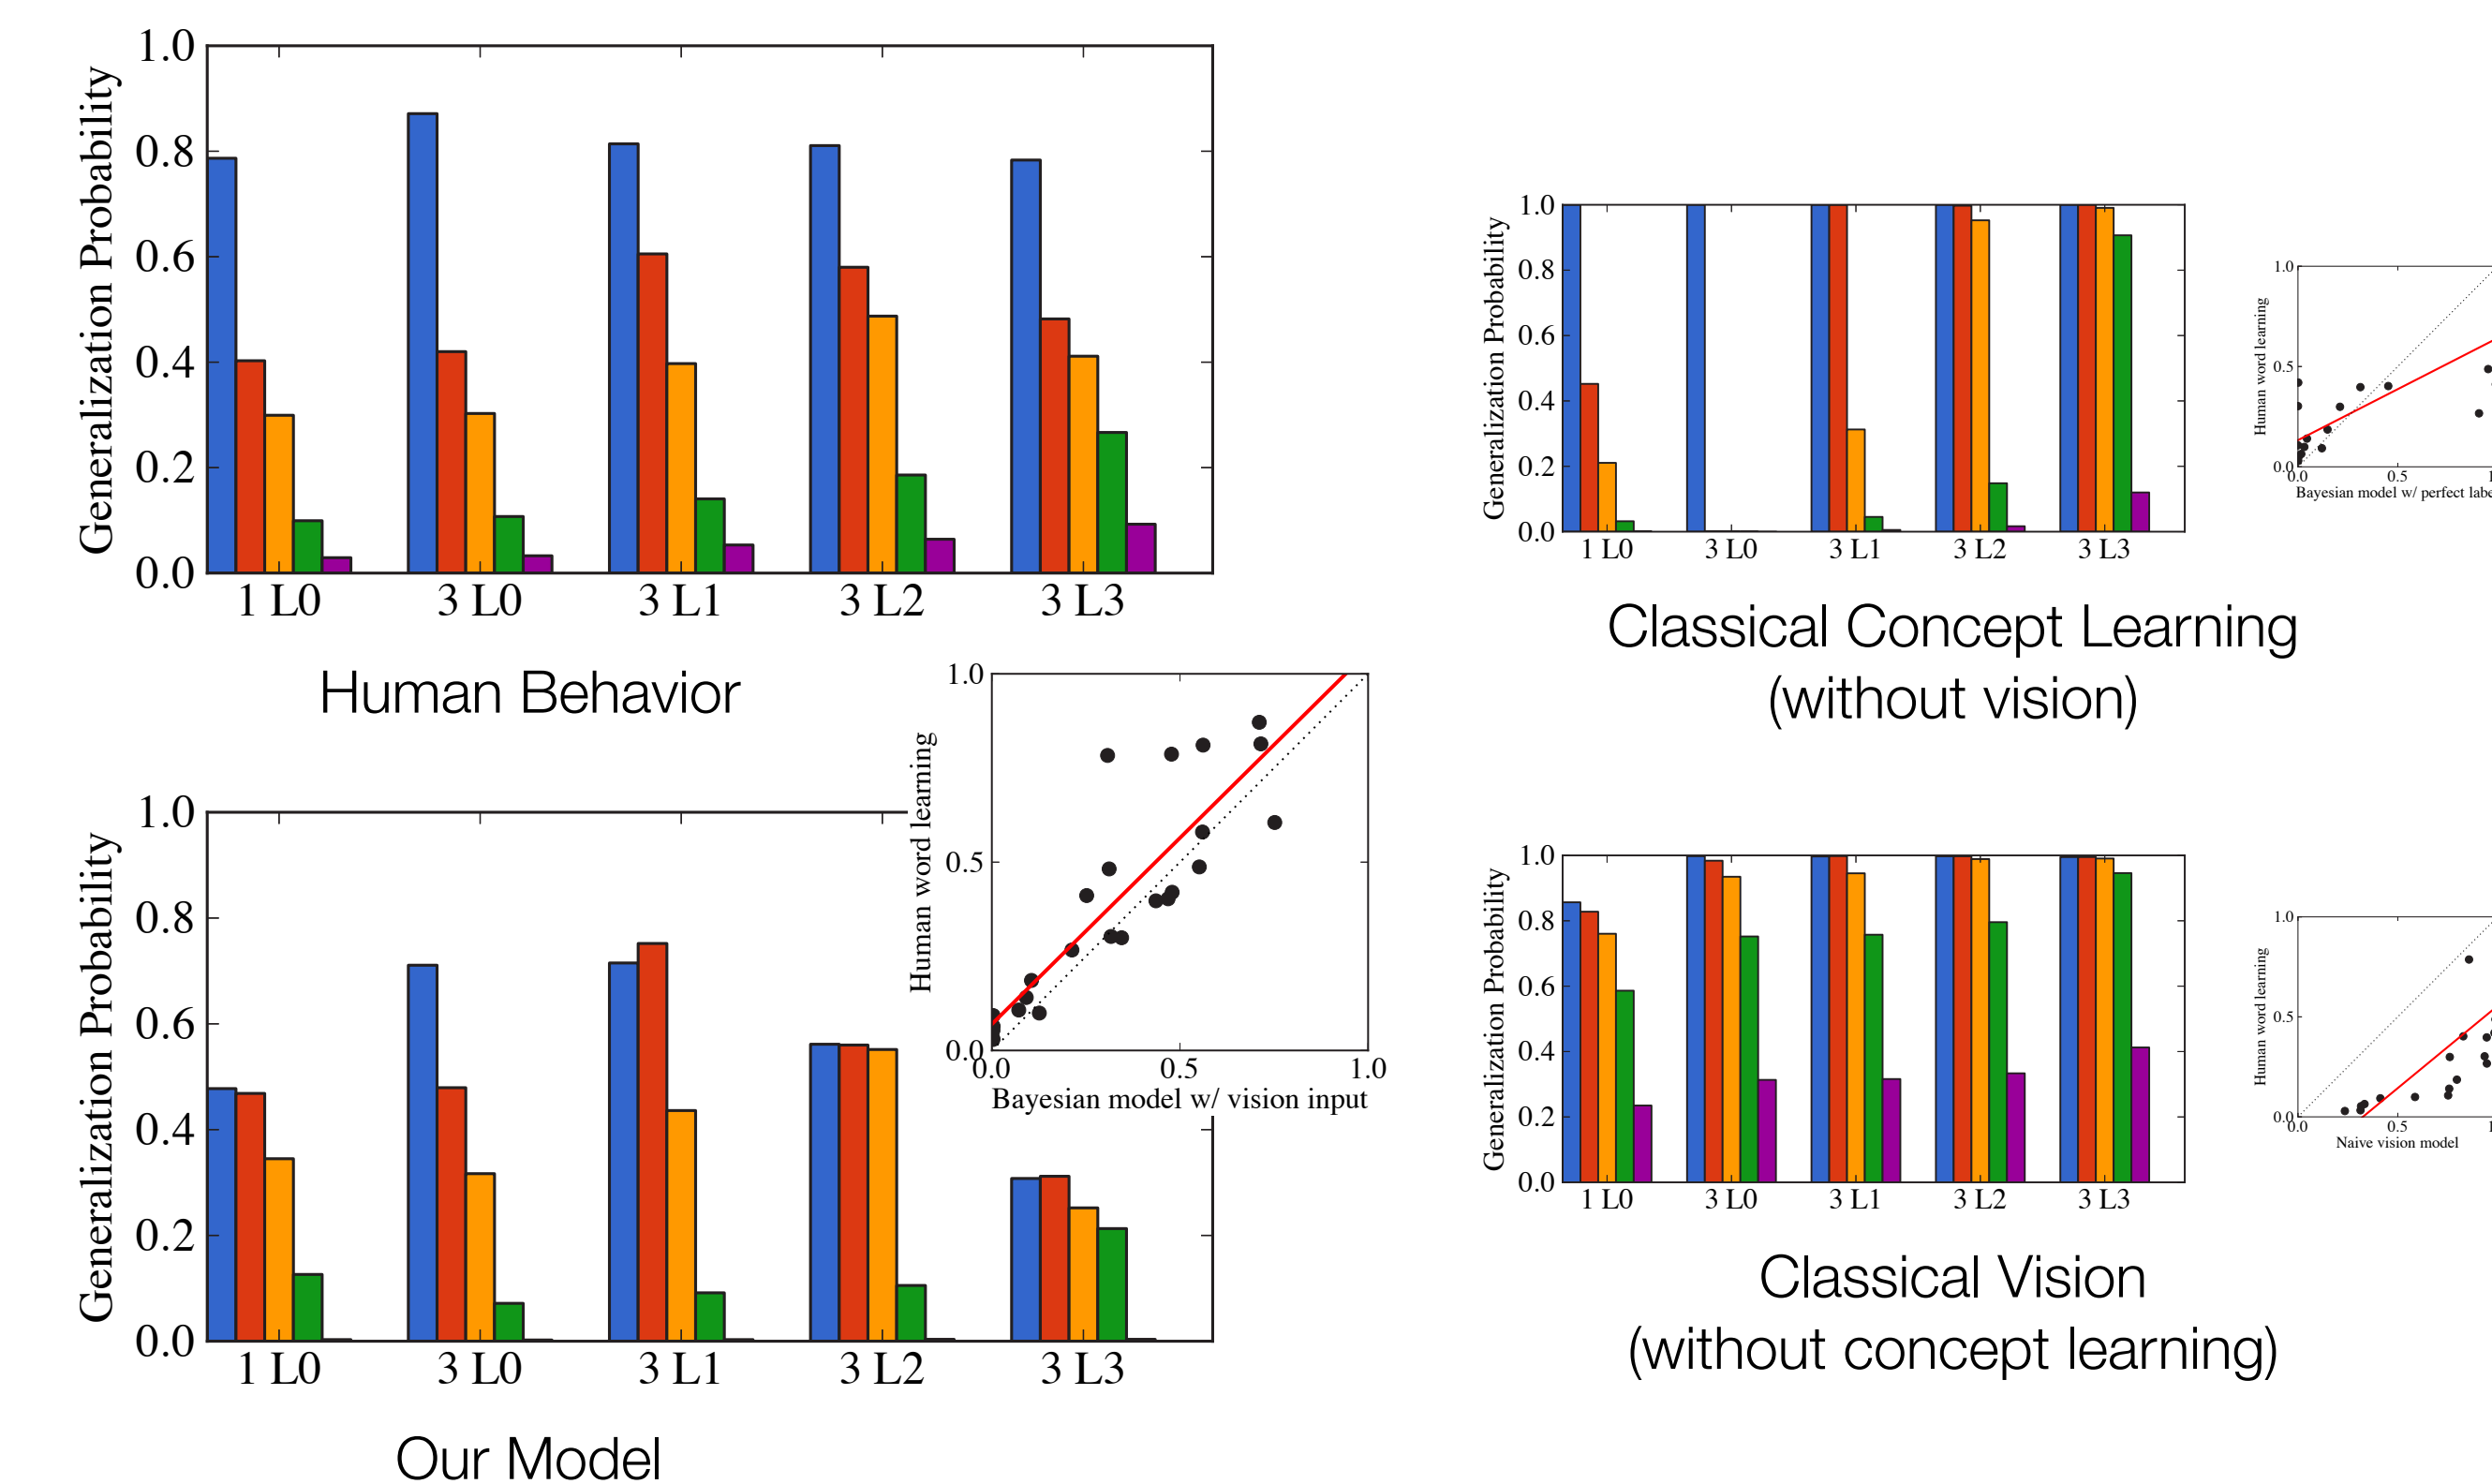 Generalization Probability
1.0
0.8
0.6
0.4
0.2
0.0
1 L0 3 L0 3 L1 3 L2 3 L3
Human Behavior
Generalization Probability
1.0
0.8
0.6
0.4
0.2
0.0
1 L0 3 L0 3 L1 3 L2 3 L3
Our Model
Human word learning
1.0
0.5
0.0
0.0 0.5 1.0
Bayesian model w/ vision input
Generalization Probability
1.0
0.8
0.6
0.4
0.2
0.0
1 L0 3 L0 3 L1 3 L2 3 L3
Human word learning
1.0
0.5
0.0
0.0 0.5
Bayesian model w/ perfect
Classical Concept Learning
(without vision)
Generalization Probability
1.0
0.8
0.6
0.4
0.2
0.0
1 L0 3 L0 3 L1 3 L2 3 L3
Human word learning
1.0
0.5
0.0
0.0 0.5
Naive vision model
Classical Vision
(without concept learning)